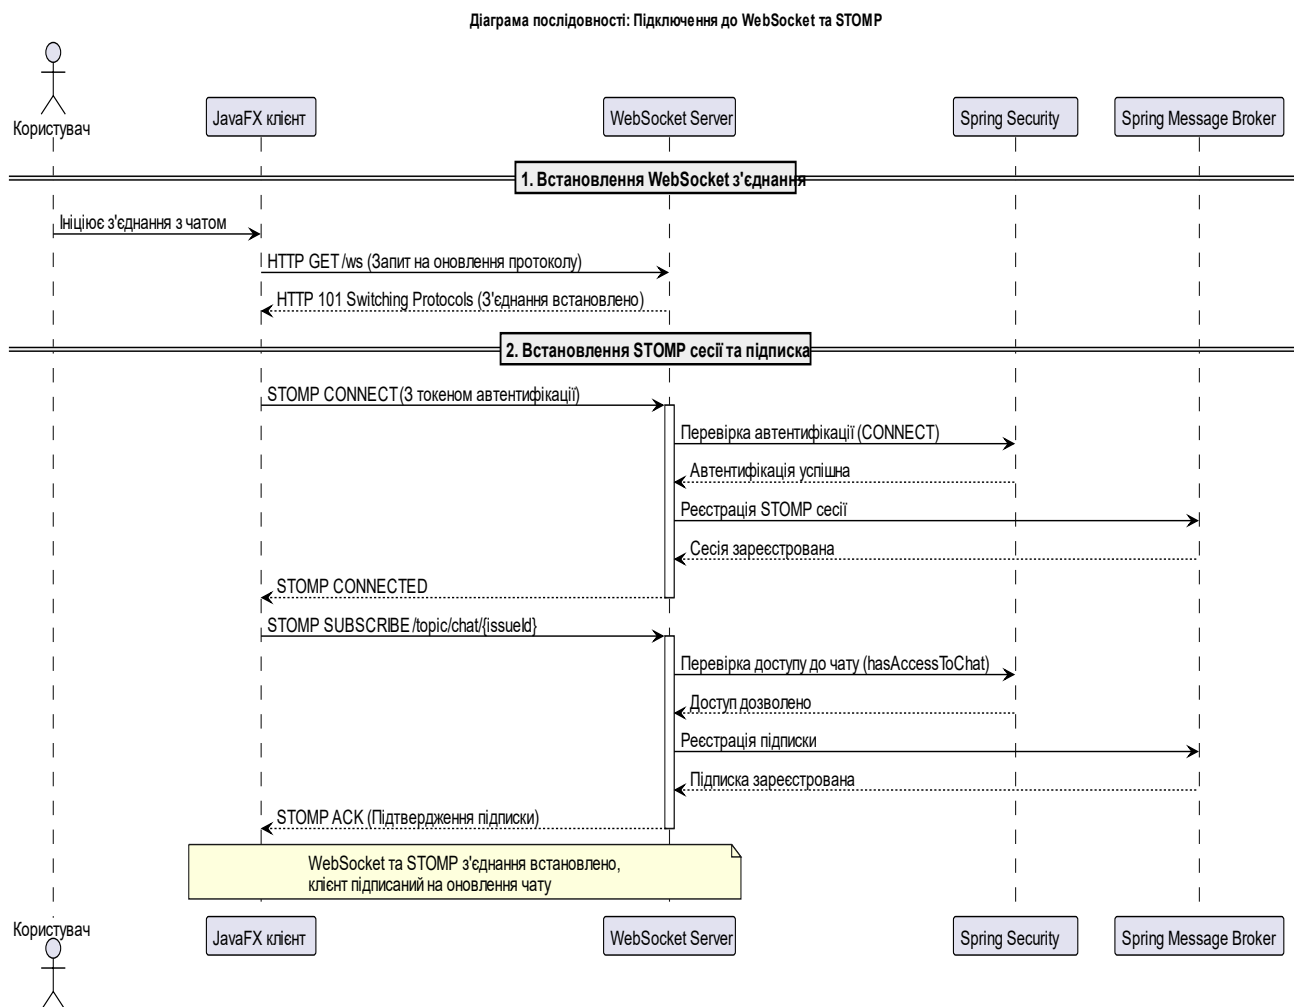 Діаграма послідовності: Підключення до WebSocket та STOMP
Користувач
JavaFX клієнт
WebSocket Server
Spring Security
Spring Message Broker
1. Встановлення WebSocket з'єднання
Ініціює з'єднання з чатом
HTTP GET /ws (Запит на оновлення протоколу)
HTTP 101 Switching Protocols (З'єднання встановлено)
2. Встановлення STOMP сесії та підписка
STOMP CONNECT (З токеном автентифікації)
Перевірка автентифікації (CONNECT)
Автентифікація успішна
Реєстрація STOMP сесії
Сесія зареєстрована
STOMP CONNECTED
STOMP SUBSCRIBE /topic/chat/{issueId}
Перевірка доступу до чату (hasAccessToChat)
Доступ дозволено
Реєстрація підписки
Підписка зареєстрована
STOMP ACK (Підтвердження підписки)
WebSocket та STOMP з'єднання встановлено,
клієнт підписаний на оновлення чату
Користувач
JavaFX клієнт
WebSocket Server
Spring Security
Spring Message Broker